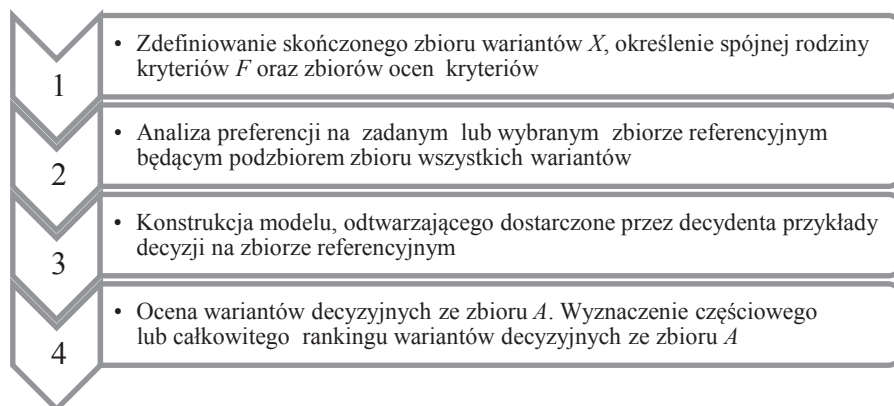 1
• Zdefiniowanie skończonego zbioru wariantów X, określenie spójnej rodziny
kryteriów F oraz zbiorów ocen kryteriów
2
• Analiza preferencji na zadanym lub wybranym zbiorze referencyjnym
będącym podzbiorem zbioru wszystkich wariantów
3
• Konstrukcja modelu, odtwarzającego dostarczone przez decydenta przykłady
decyzji na zbiorze referencyjnym
4
• Ocena wariantów decyzyjnych ze zbioru A. Wyznaczenie częściowego
lub całkowitego rankingu wariantów decyzyjnych ze zbioru A